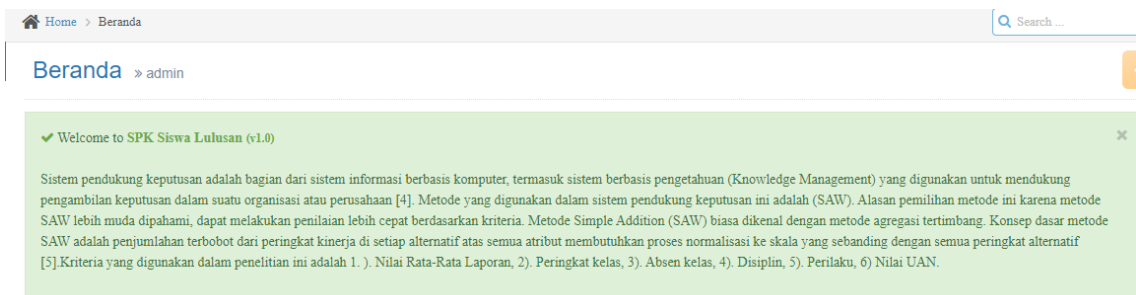 Home > Beranda
Search ...
Beranda » admin
Welcome to SPK Siswa Lulusan (v1.0)
Sistem pendukung keputusan adalah bagian dari sistem informasi berbasis komputer, termasuk sistem berbasis pengetahuan (Knowledge Management) yang digunakan untuk mendukung
pengambilan keputusan dalam suatu organisasi atau perusahaan [4]. Metode yang digunakan dalam sistem pendukung keputusan ini adalah (SAW). Alasan pemilihan metode ini karena metode
SAW lebih muda dipahami, dapat melakukan penilaian lebih cepat berdasarkan kriteria. Metode Simple Addition (SAW) biasa dikenal dengan metode agregasi tertimbang. Konsep dasar metode
SAW adalah penjumlahan terbobot dari peringkat kinerja di setiap alternatif atas semua atribut membutuhkan proses normalisasi ke skala yang sebanding dengan semua peringkat alternatif
[5].Kriteria yang digunakan dalam penelitian ini adalah 1. ). Nilai Rata-Rata Laporan, 2). Peringkat kelas, 3). Absen kelas, 4). Disiplin, 5). Perilaku, 6) Nilai UAN.